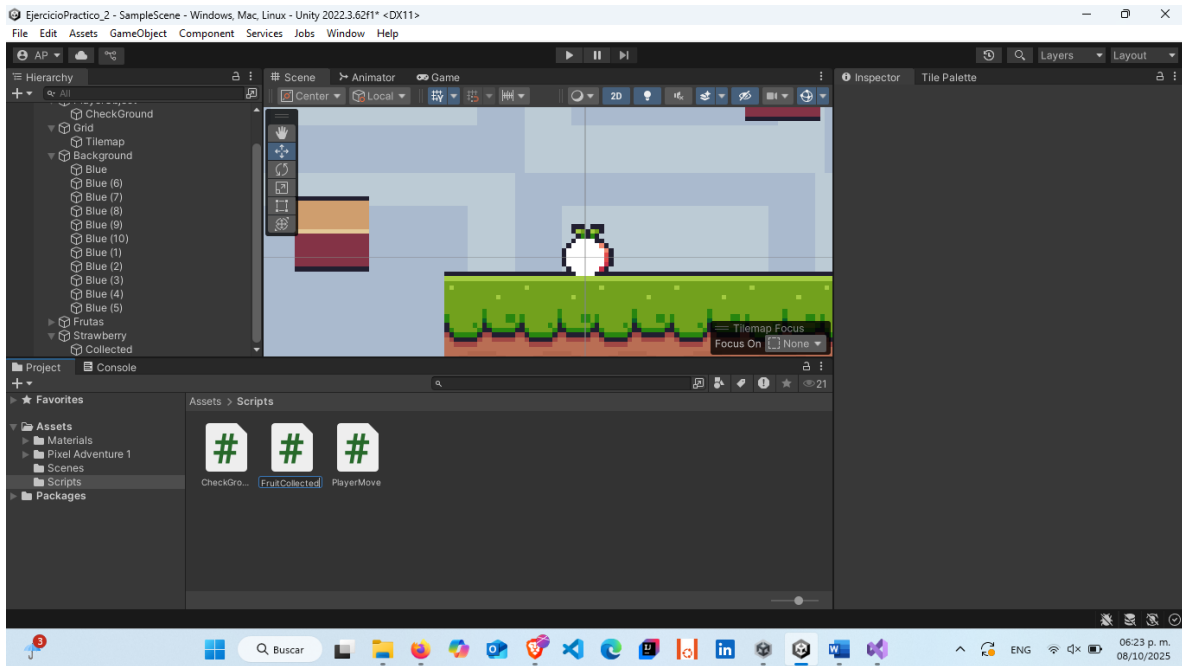 EjercicioPractico_2 - SampleScene - Windows, Mac, Linux - Unity 2022.3.62f1* <DX11>
File Edit Assets GameObject Component Services Jobs Window Help
AP Layers Layout
Hierarchy
All
CheckGround
Grid
Tilemap
Background
Blue
Blue (6)
Blue (7)
Blue (8)
Blue (9)
Blue (10)
Blue (1)
Blue (2)
Blue (3)
Blue (4)
Blue (5)
Frutas
Strawberry
Collected
Scene Animator Game
Center Local 2D
Tilemap Focus
Focus On None
Inspector Tile Palette
Project Console
21
Favorites
Assets
Materials
Pixel Adventure 1
Scenes
Scripts
Packages
Assets > Scripts
CheckGro... FruitCollected PlayerMove
3
Buscar
ENG
06:23 p. m.
08/10/2025